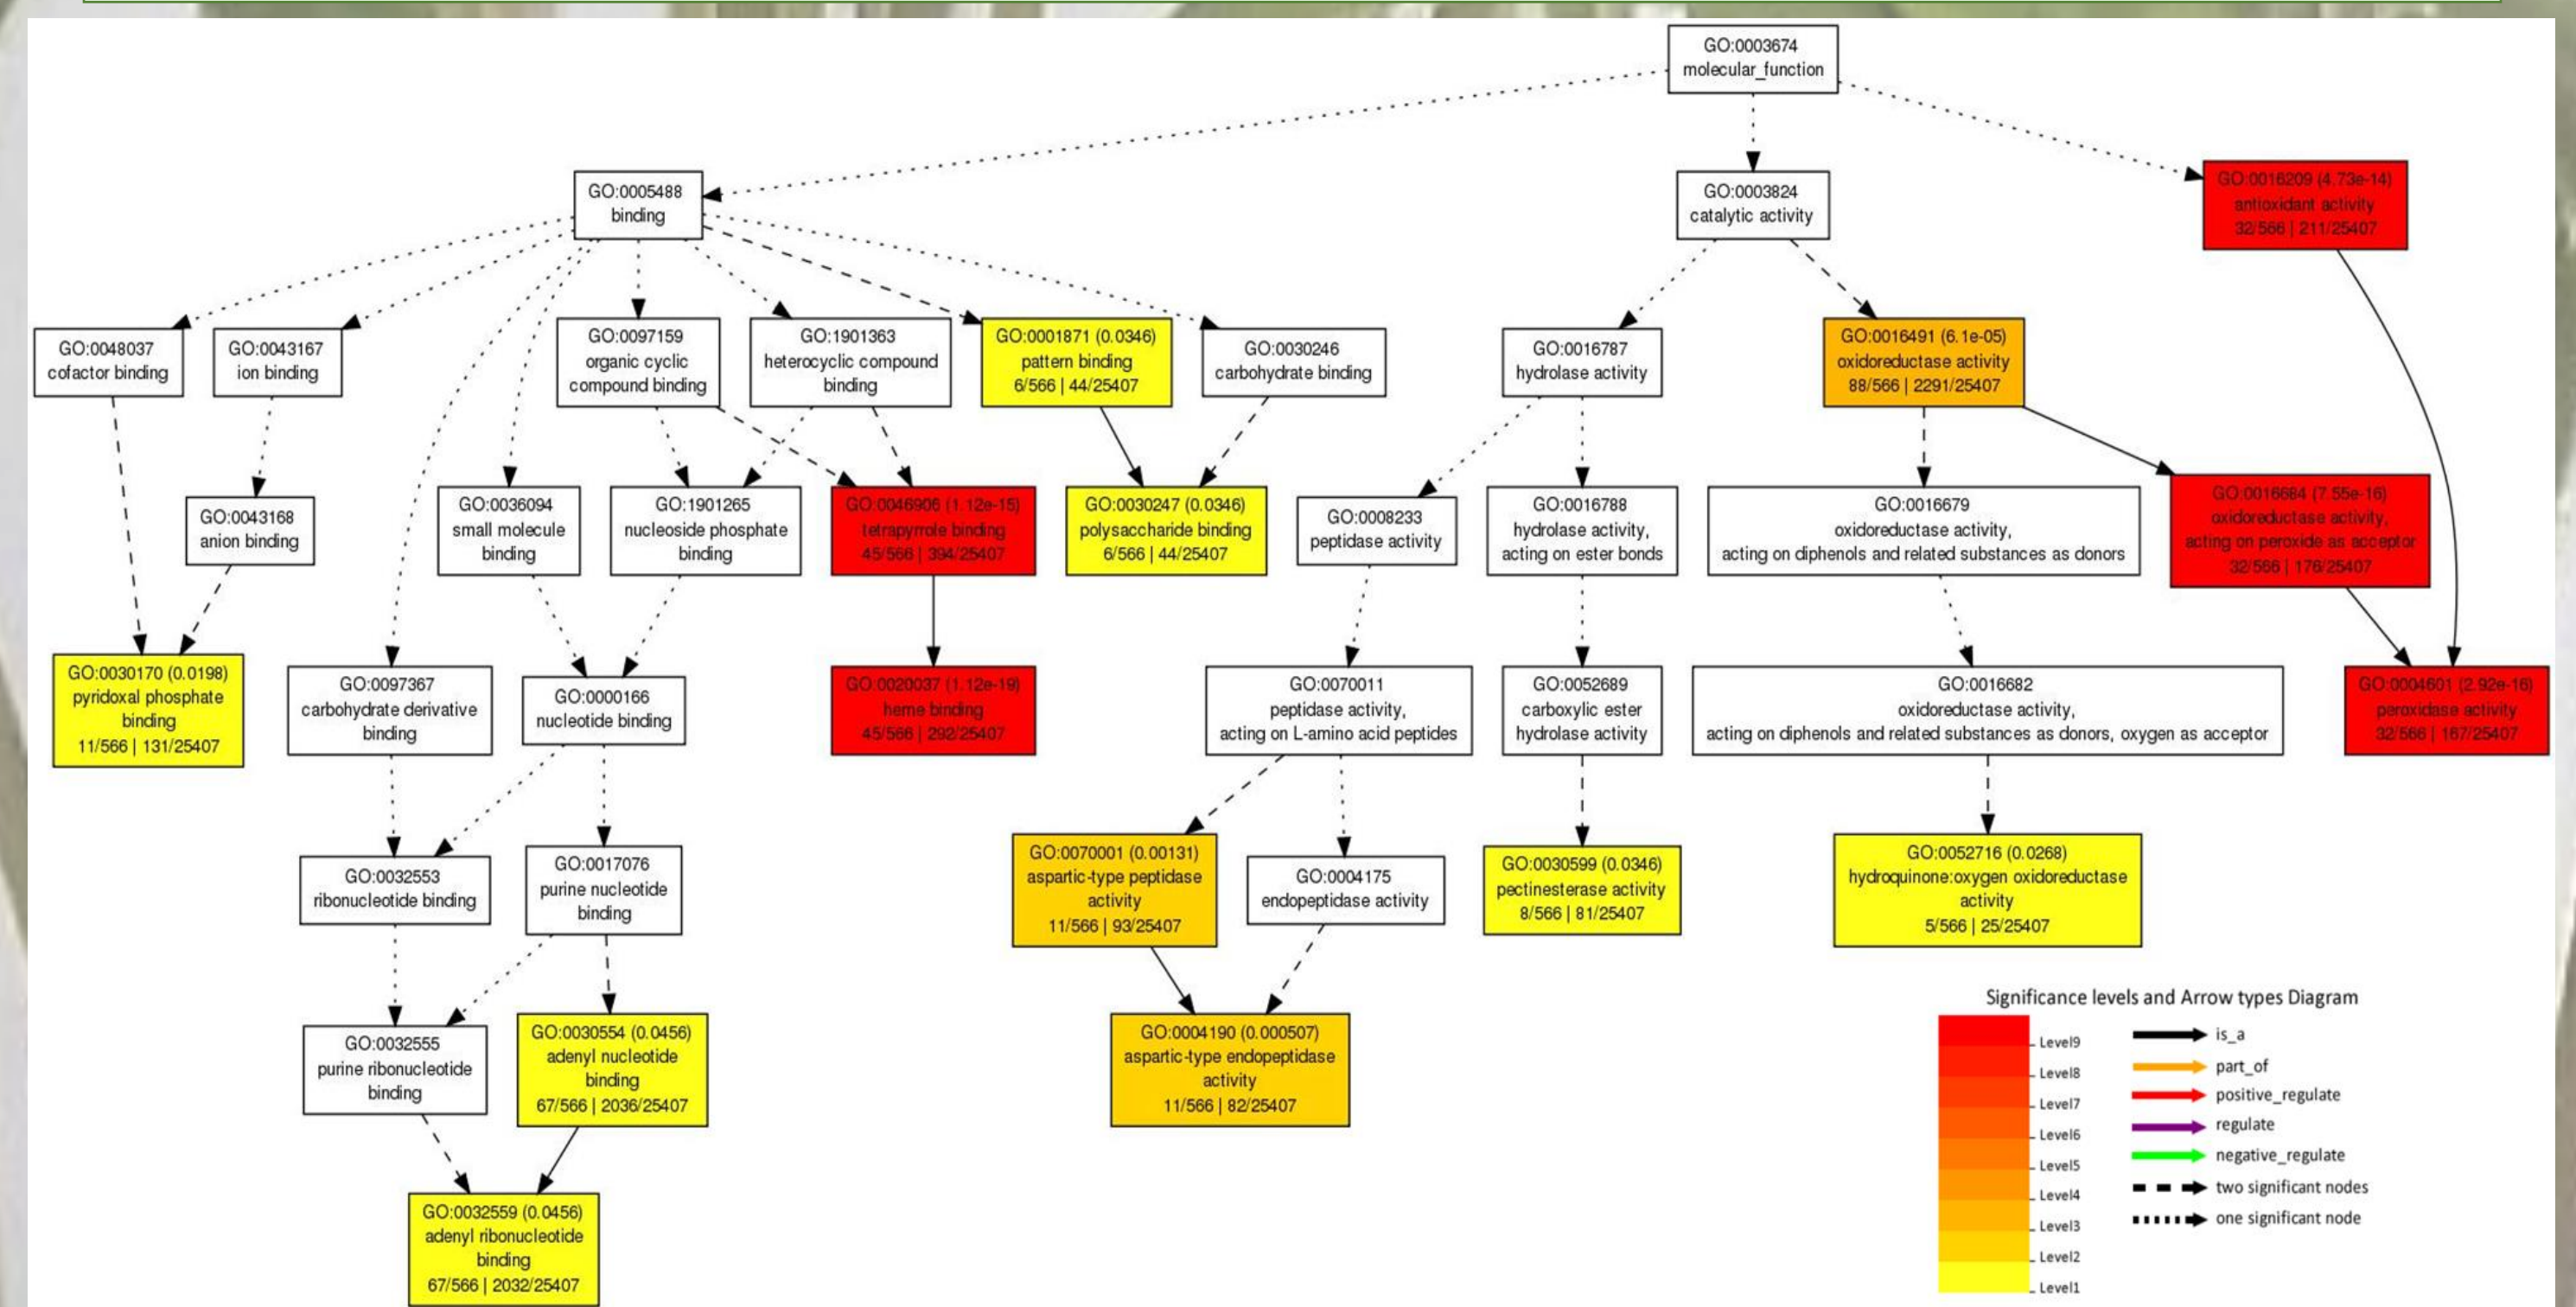 GO:0003674
molecular_function
GO:0005488
binding
GO:0003824
catalytic activity
GO:0016209 (4.73e-14)
antioxidant activity
32/566 | 211/25407
GO:0048037
cofactor binding
GO:0043167
ion binding
GO:0097159
organic cyclic
compound binding
GO:1901363
heterocyclic compound
binding
GO:0001871 (0.0346)
pattern binding
6/566 | 44/25407
GO:0030246
carbohydrate binding
GO:0016787
hydrolase activity
GO:0016491 (6.1e-05)
oxidoreductase activity
88/566 | 2291/25407
GO:0043168
anion binding
GO:0036094
small molecule
binding
GO:1901265
nucleoside phosphate
binding
GO:0046906 (1.12e-15)
tetrapyrrole binding
45/566 | 394/25407
GO:0030247 (0.0346)
polysaccharide binding
6/566 | 44/25407
GO:0008233
peptidase activity
GO:0016788
hydrolase activity,
acting on ester bonds
GO:0016679
oxidoreductase activity,
acting on diphenols and related substances as donors
GO:0016684 (7.55e-16)
oxidoreductase activity,
acting on peroxide as acceptor
32/566 | 176/25407
GO:0030170 (0.0198)
pyridoxal phosphate
binding
11/566 | 131/25407
GO:0097367
carbohydrate derivative
binding
GO:0000166
nucleotide binding
GO:0020037 (1.12e-19)
heme binding
45/566 | 292/25407
GO:0070011
peptidase activity,
acting on L-amino acid peptides
GO:0052689
carboxylic ester
hydrolase activity
GO:0016682
oxidoreductase activity,
acting on diphenols and related substances as donors, oxygen as acceptor
GO:0004601 (2.92e-16)
peroxidase activity
32/566 | 167/25407
GO:0032553
ribonucleotide binding
GO:0017076
purine nucleotide
binding
GO:0070001 (0.00131)
aspartic-type peptidase
activity
11/566 | 93/25407
GO:0004175
endopeptidase activity
GO:0030599 (0.0346)
pectinesterase activity
8/566 | 81/25407
GO:0052716 (0.0268)
hydroquinone:oxygen oxidoreductase
activity
5/566 | 25/25407
GO:0032555
purine ribonucleotide
binding
GO:0030554 (0.0456)
adenyl nucleotide
binding
67/566 | 2036/25407
GO:0004190 (0.000507)
aspartic-type endopeptidase
activity
11/566 | 82/25407
GO:0032559 (0.0456)
adenyl ribonucleotide
binding
67/566 | 2032/25407
Significance levels and Arrow types Diagram
Level9
Level8
Level7
Level6
Level5
Level4
Level3
Level2
Level1
is_a
part_of
positive_regulate
regulate
negative_regulate
two significant nodes
one significant node